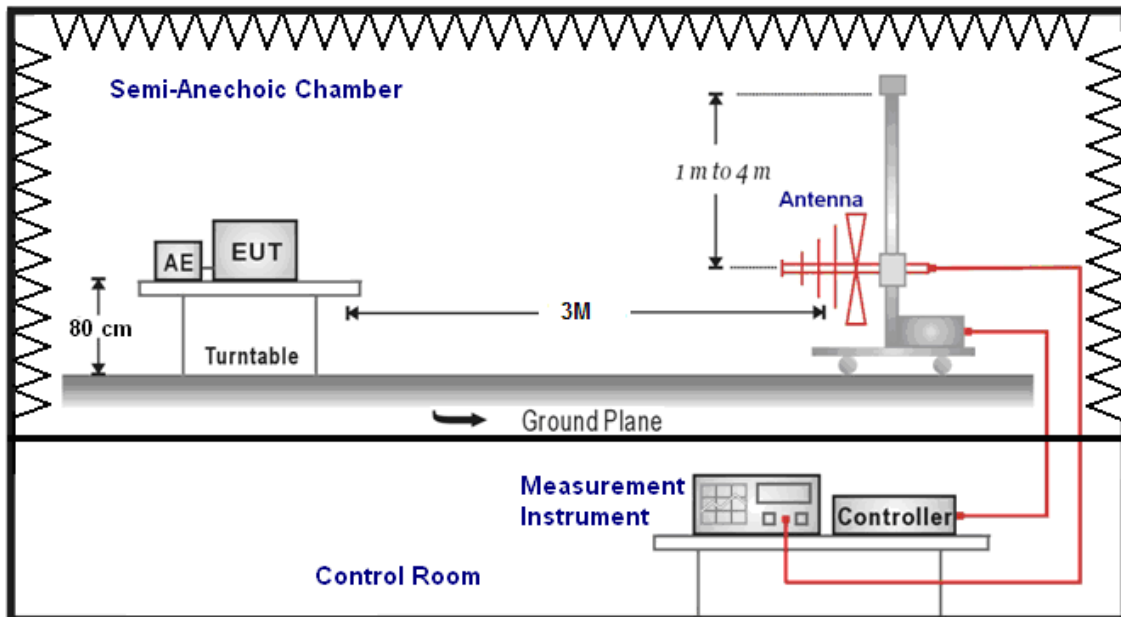 Semi-Anechoic Chamber
1 m to 4 m
Antenna
AE
EUT
80 cm
3M
Turntable
Ground Plane
Measurement
Instrument
Controller
Control Room